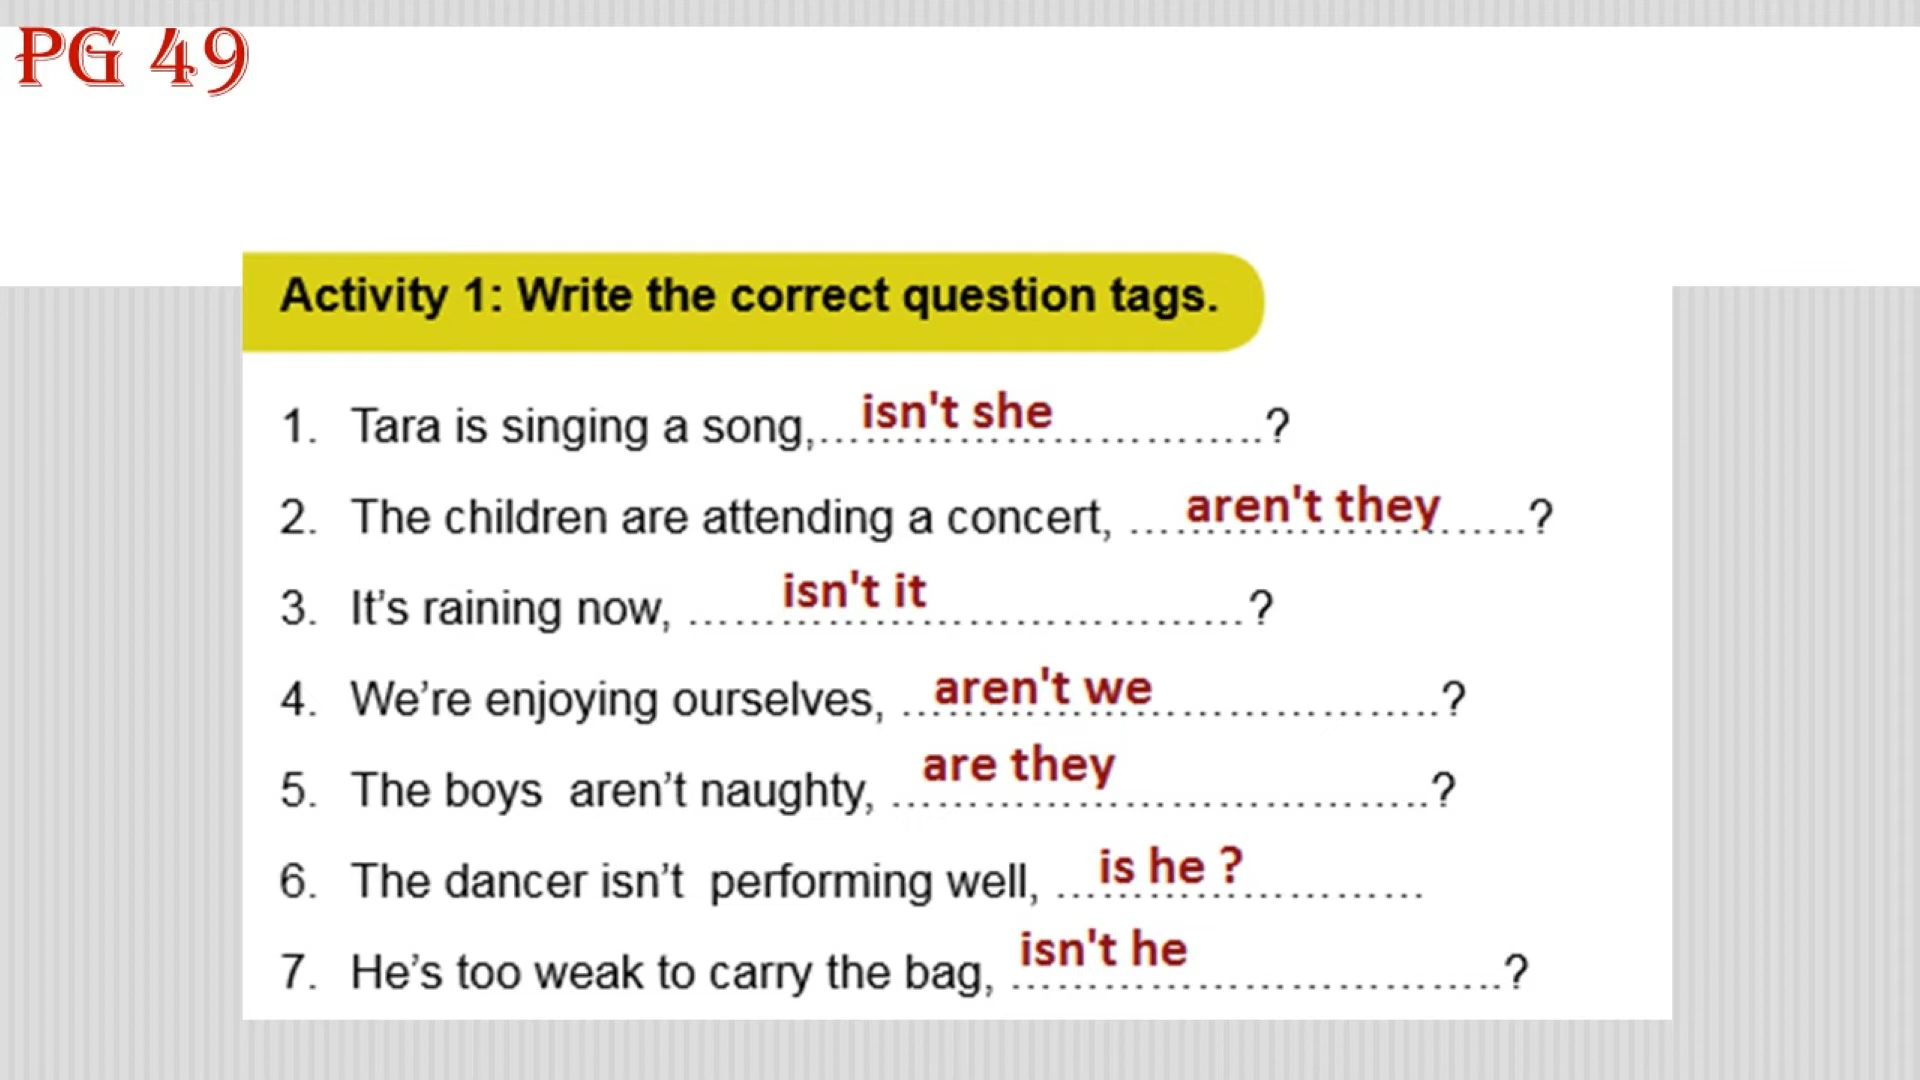 PG 49
Activity 1: Write the correct question tags.
1. Tara is singing a song,.... isn't she ....?
2. The children are attending a concert, .... aren't they ....?
3. It’s raining now, .... isn't it ....?
4. We’re enjoying ourselves, .... aren't we ....?
5. The boys aren’t naughty, .... are they ....?
6. The dancer isn’t performing well, .... is he ? ....
7. He’s too weak to carry the bag, .... isn't he ....?